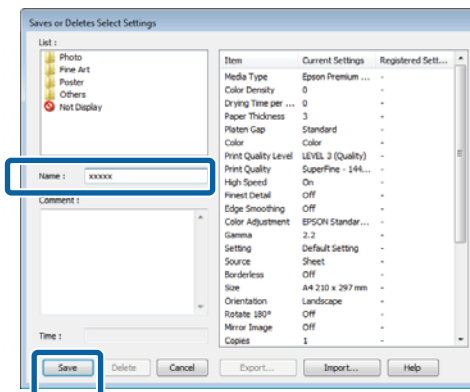 Saves or Deletes Select Settings
List :
Photo
Fine Art
Poster
Others
Not Display
Name : xxxxx
Comment :
Time :
Item Current Settings Registered Sett...
Media Type Epson Premium ... -
Color Density 0 -
Drying Time per ... 0 -
Paper Thickness 3 -
Platen Gap Standard -
Color Color -
Print Quality Level LEVEL 3 (Quality) -
Print Quality SuperFine - 144... -
High Speed On -
Finest Detail Off -
Edge Smoothing Off -
Color Adjustment EPSON Standar... -
Gamma 2.2 -
Setting Default Setting -
Source Sheet -
Borderless Off -
Size A4 210 x 297 mm -
Orientation Landscape -
Rotate 180° Off -
Mirror Image Off -
Copies 1 -
Save Delete Cancel Export... Import... Help